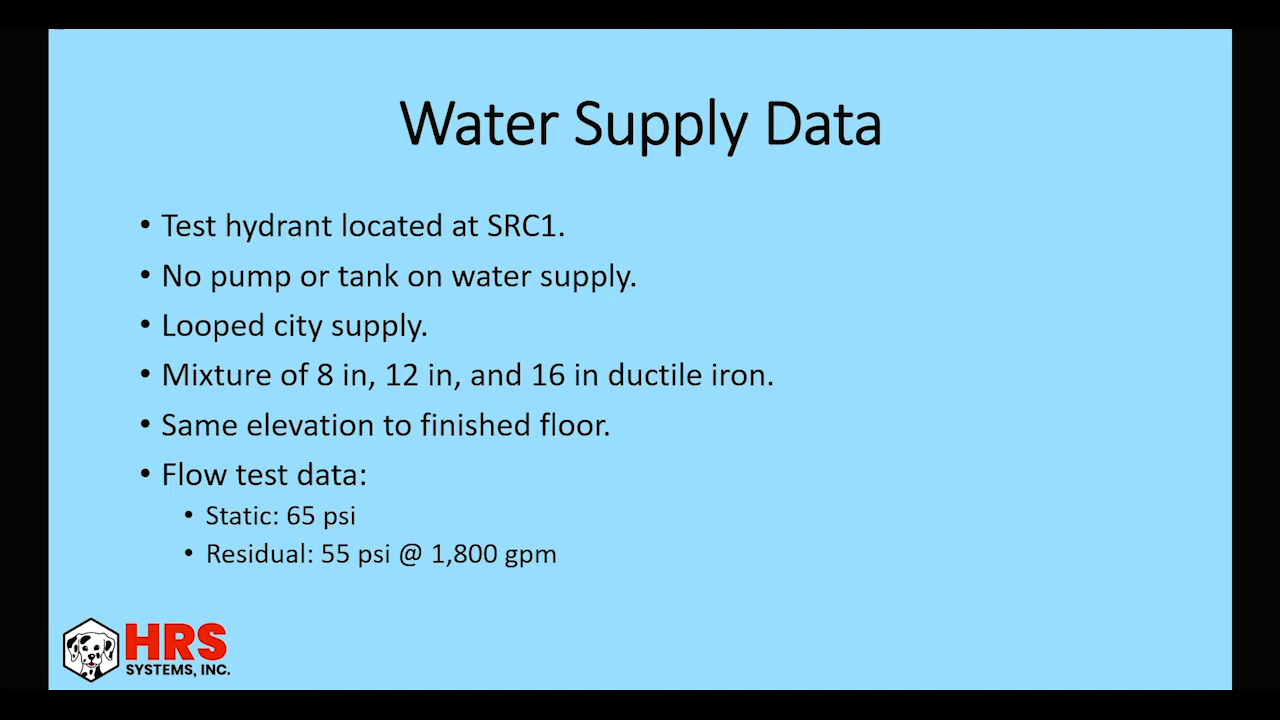 Water Supply Data
• Test hydrant located at SRC1.
• No pump or tank on water supply.
• Looped city supply.
• Mixture of 8 in, 12 in, and 16 in ductile iron.
• Same elevation to finished floor.
• Flow test data:
• Static: 65 psi
• Residual: 55 psi @ 1,800 gpm
HRS
SYSTEMS, INC.